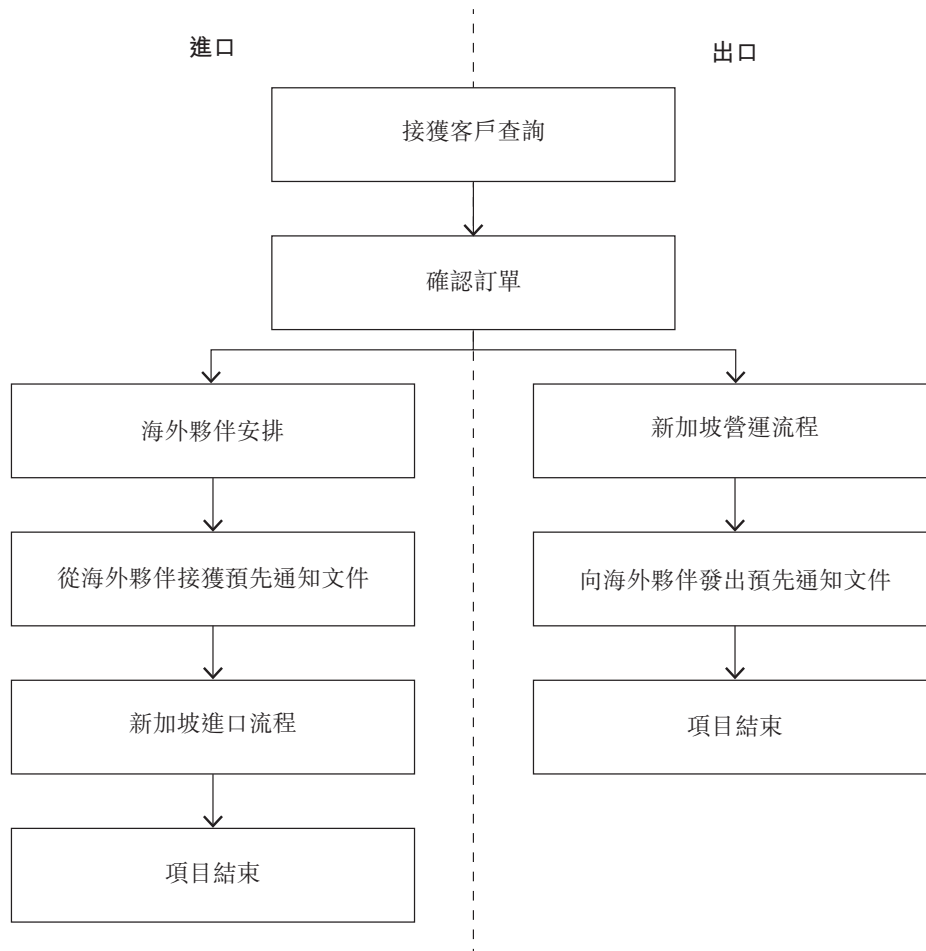 進口
出口
接獲客戶查詢
確認訂單
海外夥伴安排
新加坡營運流程
從海外夥伴接獲預先通知文件
向海外夥伴發出預先通知文件
新加坡進口流程
項目結束
項目結束